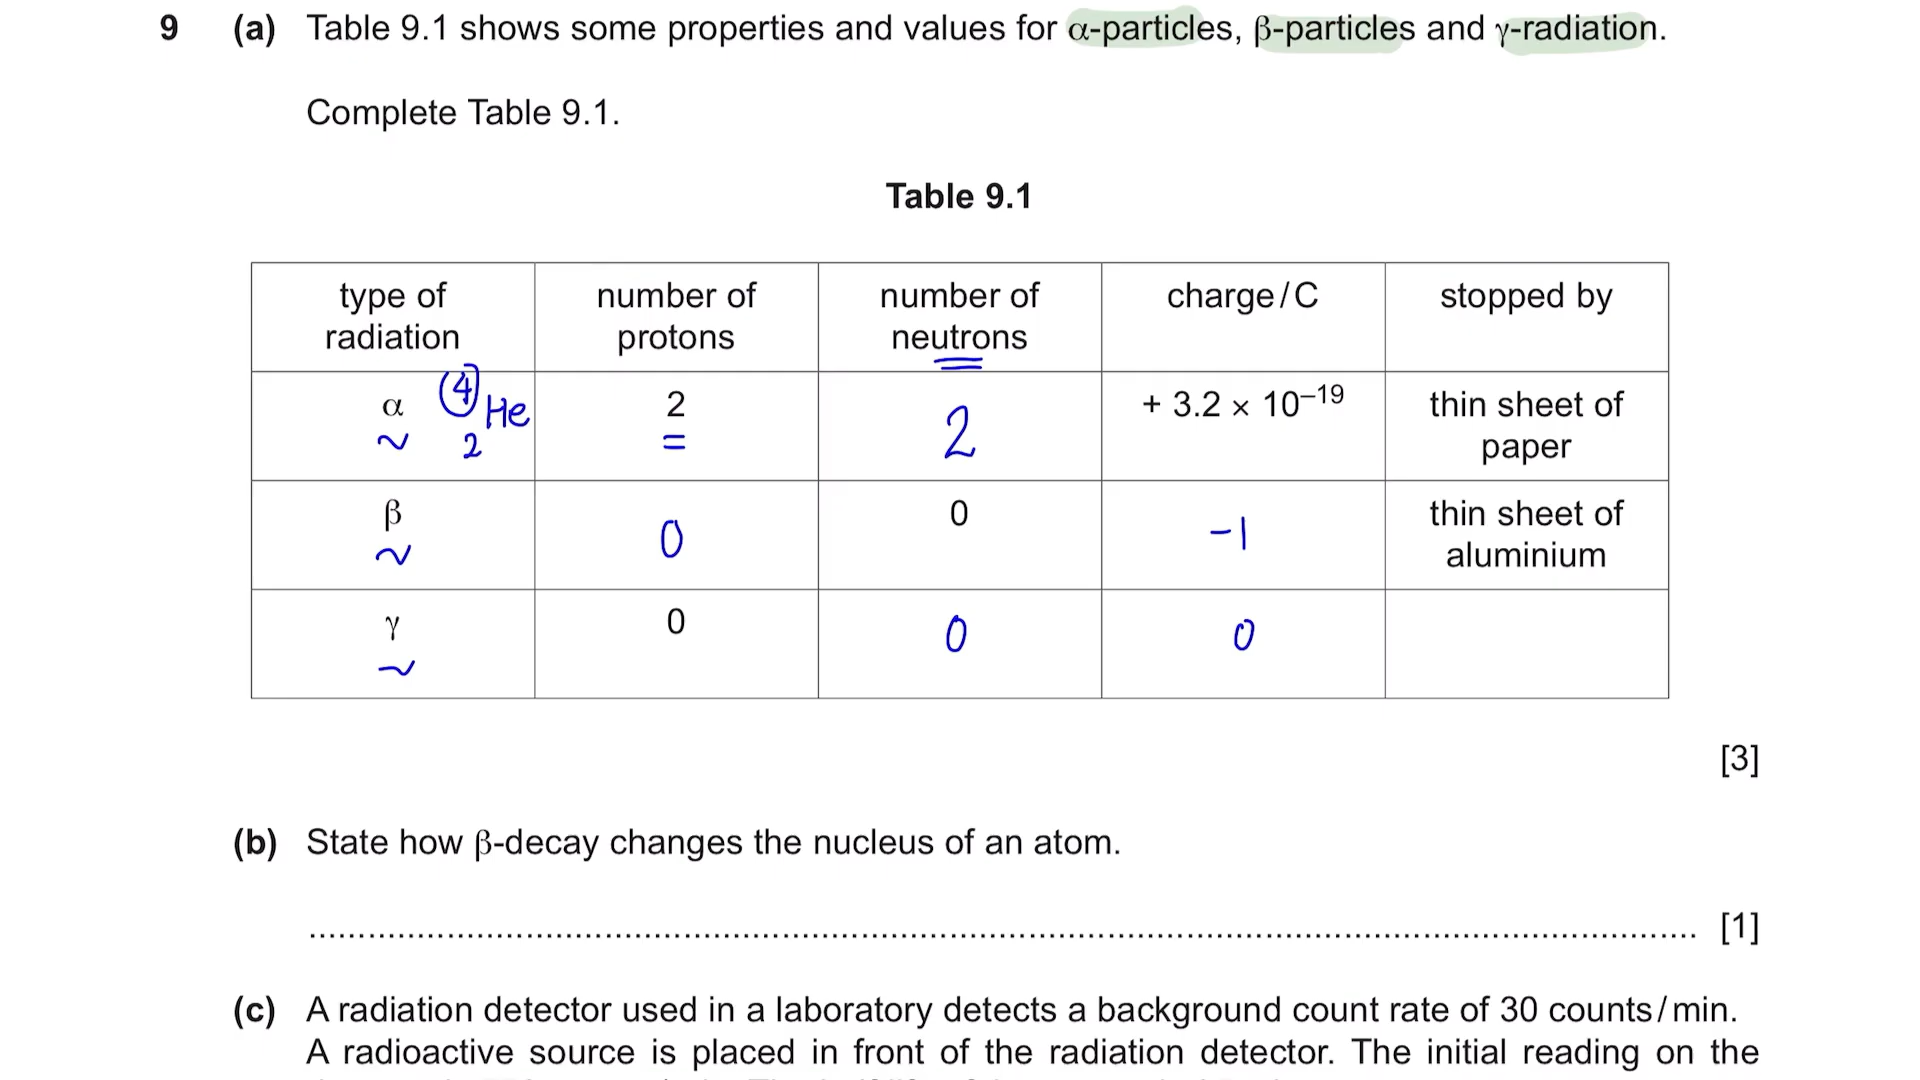 9 (a) Table 9.1 shows some properties and values for α-particles, β-particles and γ-radiation.
Complete Table 9.1.
Table 9.1
type of radiation | number of protons | number of neutrons | charge / C | stopped by
α ⁴₂He | 2 | 2 | + 3.2 × 10⁻¹⁹ | thin sheet of paper
β | 0 | 0 | −1 | thin sheet of aluminium
γ | 0 | 0 | 0 |
[3]
(b) State how β-decay changes the nucleus of an atom.
.......................................................................................................................................... [1]
(c) A radiation detector used in a laboratory detects a background count rate of 30 counts / min.
A radioactive source is placed in front of the radiation detector. The initial reading on the